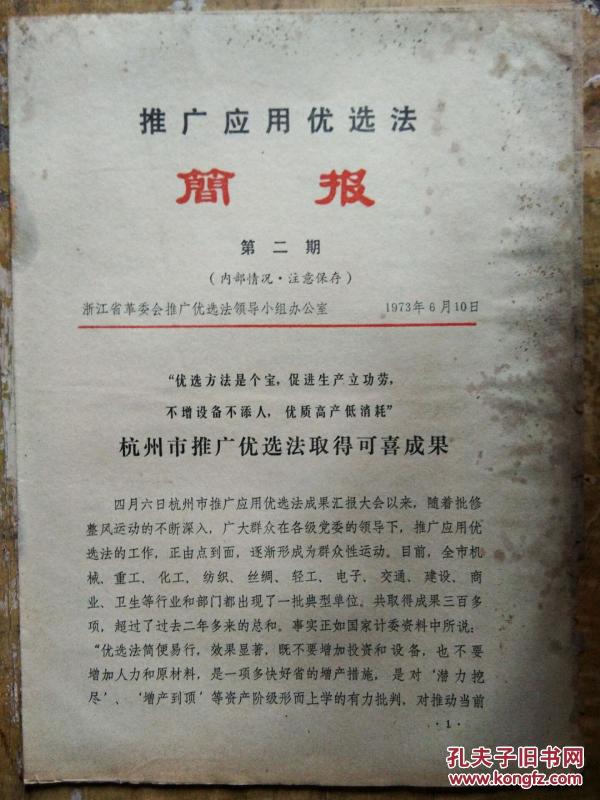 推广应用优选法
简报
第二期
（内部情况·注意保存）
浙江省革委会推广优选法领导小组办公室 1973年6月10日
“优选方法是个宝，促进生产立功劳，
不增设备不添人，优质高产低消耗”
杭州市推广优选法取得可喜成果
四月六日杭州市推广应用优选法成果汇报大会以来，随着批修
整风运动的不断深入，广大群众在各级党委的领导下，推广应用优
选法的工作，正由点到面，逐渐形成为群众性运动。目前，全市机
械、重工、化工、纺织、丝绸、轻工、电子、交通、建设、商
业、卫生等行业和部门都出现了一批典型单位。共取得成果三百多
项，超过了过去二年多来的总和。事实正如国家计委资料中所说：
“优选法简便易行，效果显著，既不要增加投资和设备，也不要
增加人力和原材料，是一项多快好省的增产措施，是对‘潜力挖
尽’、‘增产到顶’等资产阶级形而上学的有力批判，对推动当前
·1·
孔夫子旧书网
www.kongfz.com